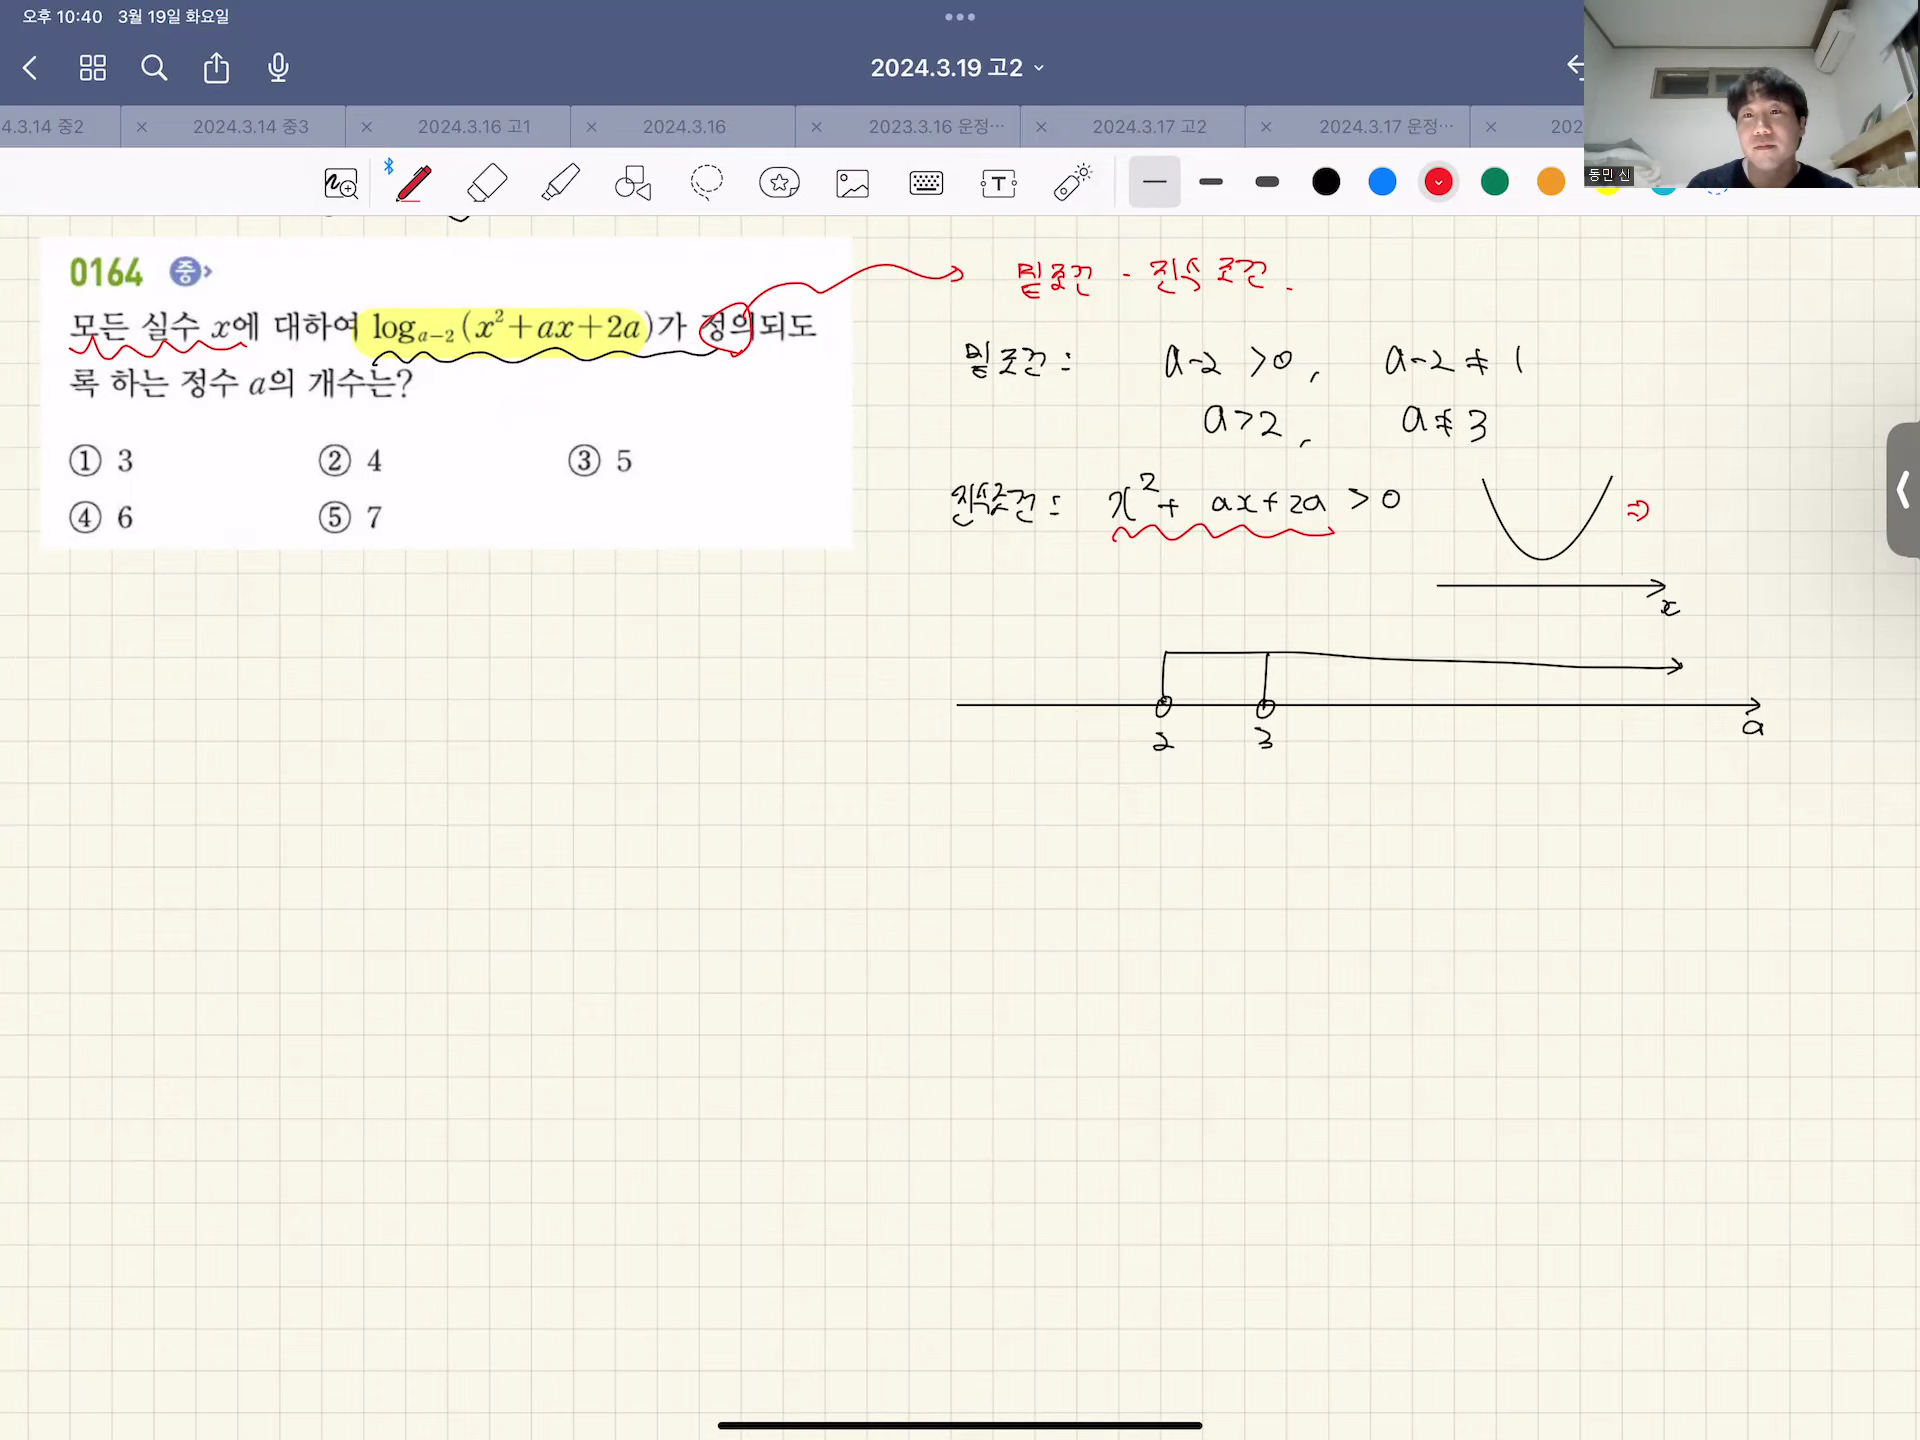 오후 10:40 3월 19일 화요일
2024.3.19 고2
4.3.14 중2
2024.3.14 중3
2024.3.16 고1
2024.3.16
2023.3.16 운정…
2024.3.17 고2
2024.3.17 운정…
202
동민 신
0164 중
모든 실수 x에 대하여 log_{a-2}(x²+ax+2a)가 정의되도
록 하는 정수 a의 개수는?
① 3 ② 4 ③ 5
④ 6 ⑤ 7
밑조건 - 진수조건.
밑조건: a-2 >0, a-2 ≠ 1
a>2, a≠3
진수조건: x²+ ax+2a > 0 ⇒
x
2 3 a